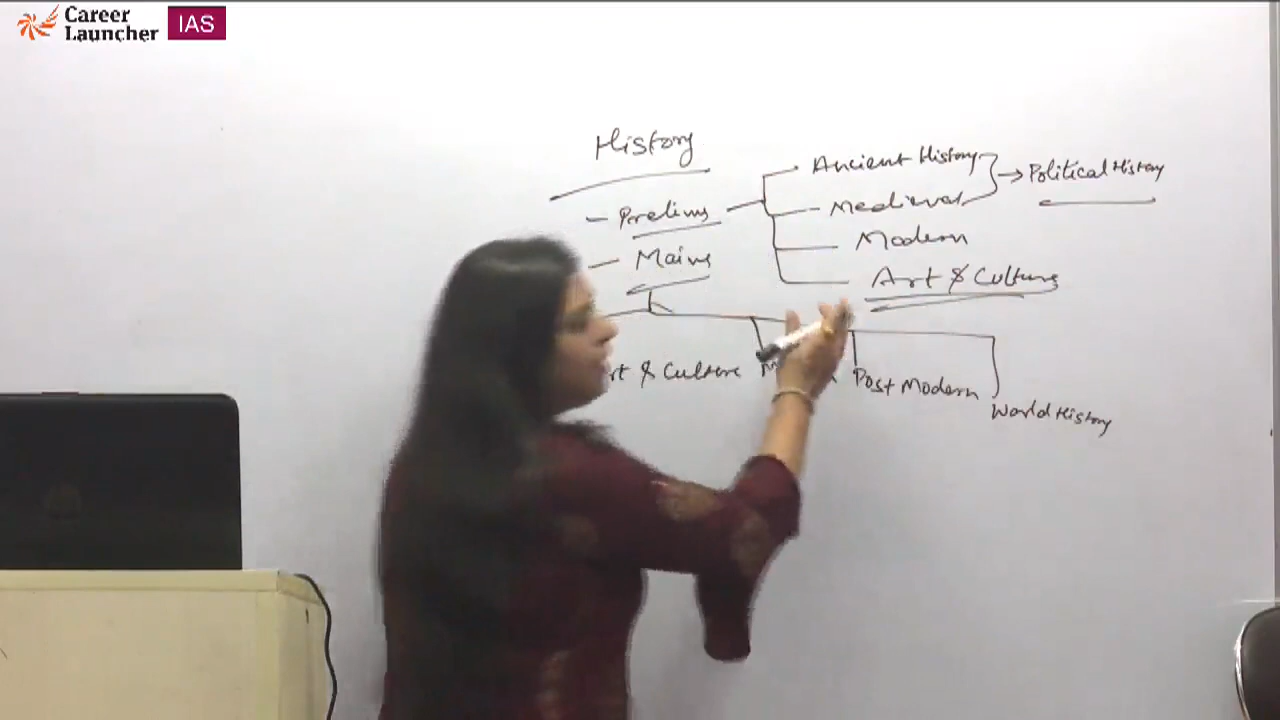 Career
Launcher
IAS
History
Ancient History
→ Political History
- Prelims
Medieval
Modern
- Mains
Art & Culture
rt & Culture
Post Modern
World History